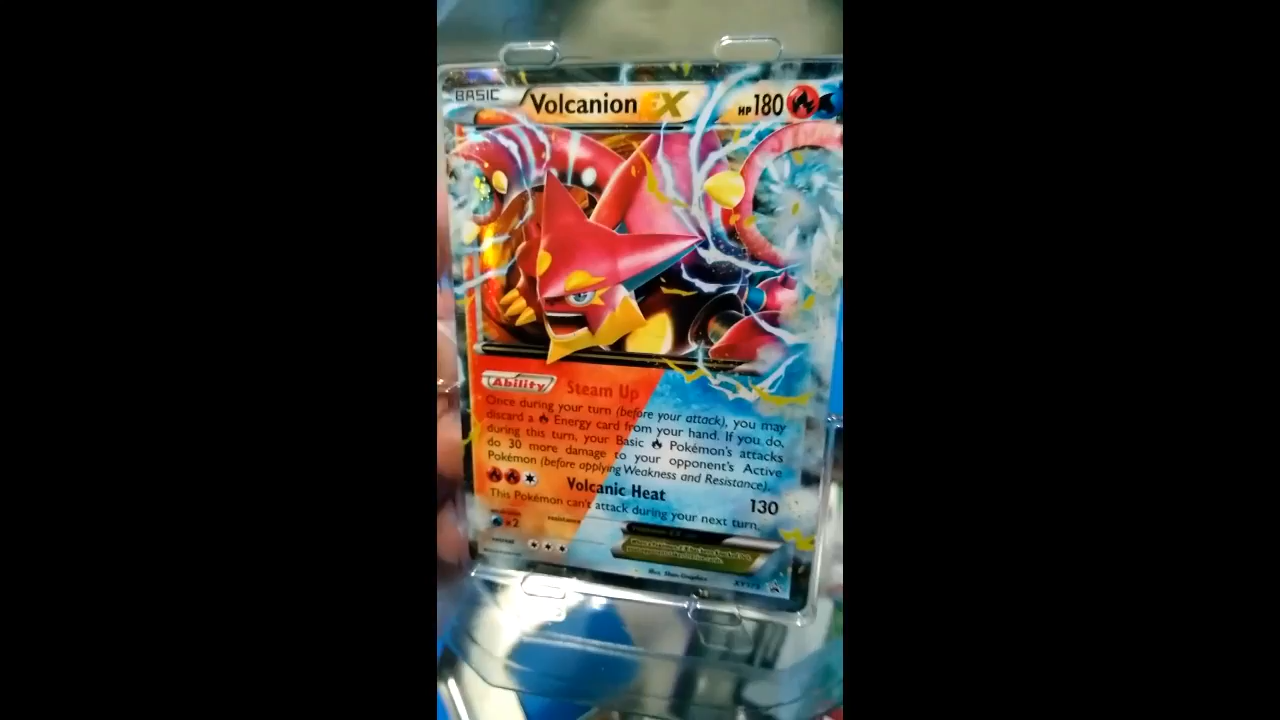 BASIC Volcanion EX HP180
Ability Steam Up
Once during your turn (before your attack), you may
discard a Energy card from your hand. If you do,
during this turn, your Basic Pokémon's attacks
do 30 more damage to your opponent's Active
Pokémon (before applying Weakness and Resistance).
Volcanic Heat 130
This Pokémon can't attack during your next turn.
×2 resistance